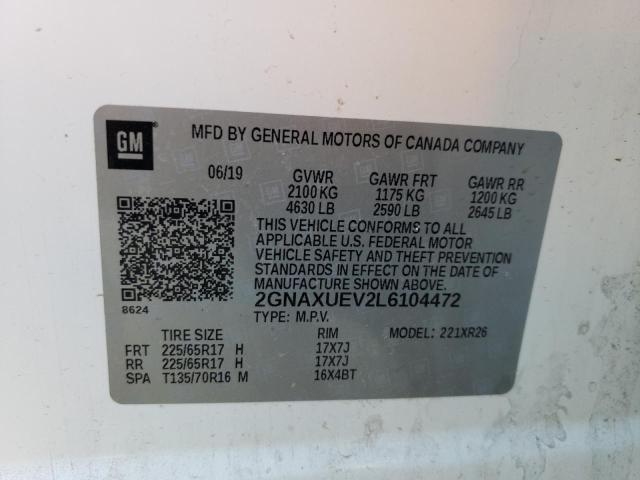 GM
MFD BY GENERAL MOTORS OF CANADA COMPANY
06/19 GVWR GAWR FRT GAWR RR
2100 KG 1175 KG 1200 KG
4630 LB 2590 LB 2645 LB
THIS VEHICLE CONFORMS TO ALL
APPLICABLE U.S. FEDERAL MOTOR
VEHICLE SAFETY AND THEFT PREVENTION
STANDARDS IN EFFECT ON THE DATE OF
MANUFACTURE SHOWN ABOVE.
2GNAXUEV2L6104472
8624
TYPE: M.P.V.
TIRE SIZE RIM MODEL: 221XR26
FRT 225/65R17 H 17X7J
RR 225/65R17 H 17X7J
SPA T135/70R16 M 16X4BT